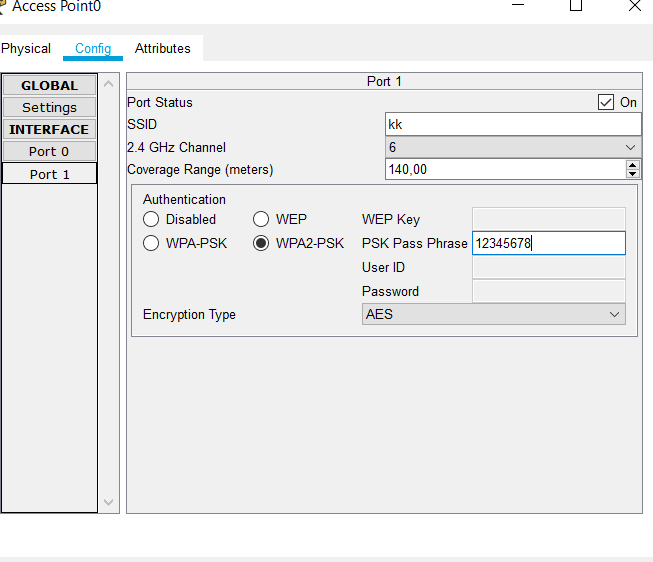 Access Point0
Physical Config Attributes
GLOBAL
Settings
INTERFACE
Port 0
Port 1
Port 1
Port Status On
SSID kk
2.4 GHz Channel 6
Coverage Range (meters) 140,00
Authentication
Disabled WEP WEP Key
WPA-PSK WPA2-PSK PSK Pass Phrase 12345678
User ID
Password
Encryption Type AES